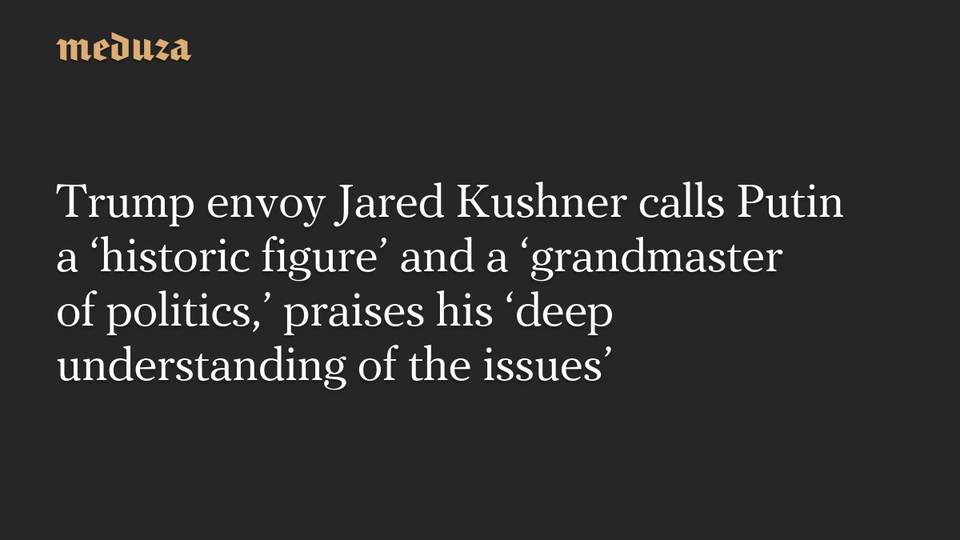 meduza
Trump envoy Jared Kushner calls Putin
a ‘historic figure’ and a ‘grandmaster
of politics,’ praises his ‘deep
understanding of the issues’